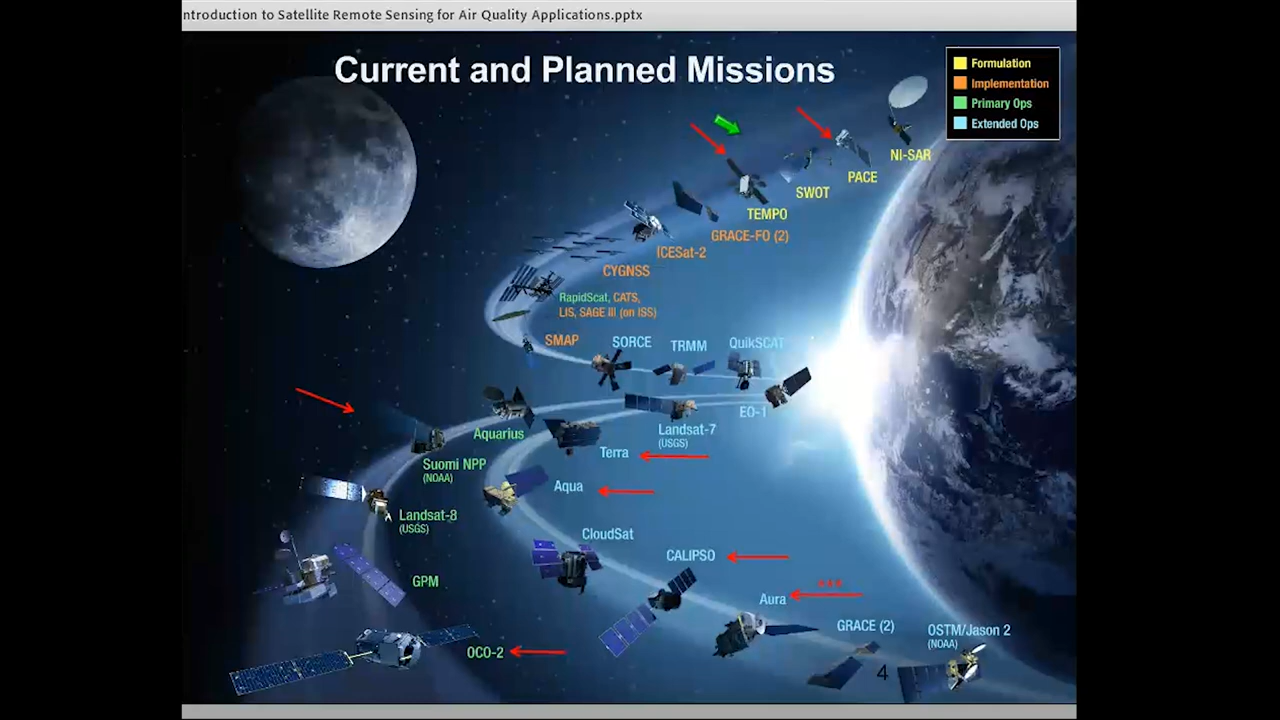 ntroduction to Satellite Remote Sensing for Air Quality Applications.pptx
Current and Planned Missions
Formulation
Implementation
Primary Ops
Extended Ops
NI-SAR
PACE
SWOT
TEMPO
GRACE-FO (2)
ICESat-2
CYGNSS
RapidScat, CATS,
LIS, SAGE III (on ISS)
SMAP
SORCE
TRMM
QuikSCAT
EO-1
Landsat-7
(USGS)
Aquarius
Terra
Suomi NPP
(NOAA)
Aqua
Landsat-8
(USGS)
CloudSat
CALIPSO
GPM
Aura
***
GRACE (2)
OSTM/Jason 2
(NOAA)
OCO-2
4